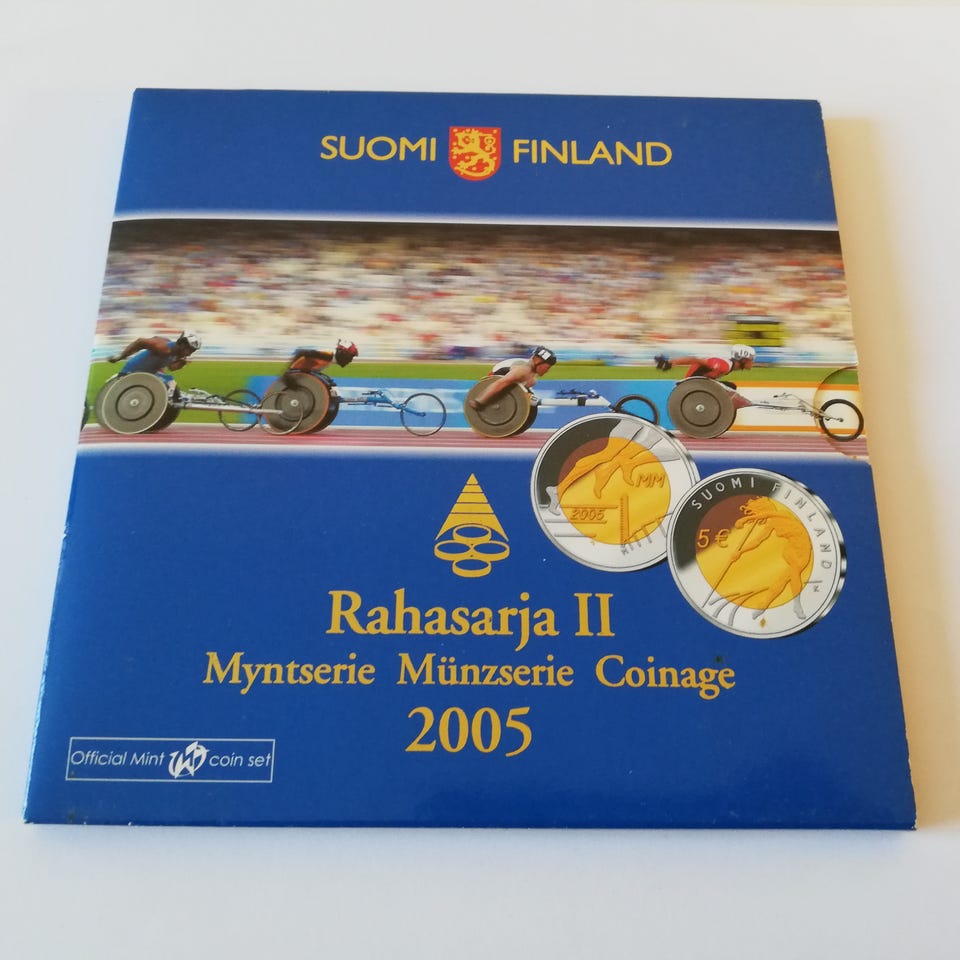 SUOMI FINLAND
MM
2005
SUOMI FINLAND
5 €
Rahasarja II
Myntserie Münzserie Coinage
2005
Official Mint coin set